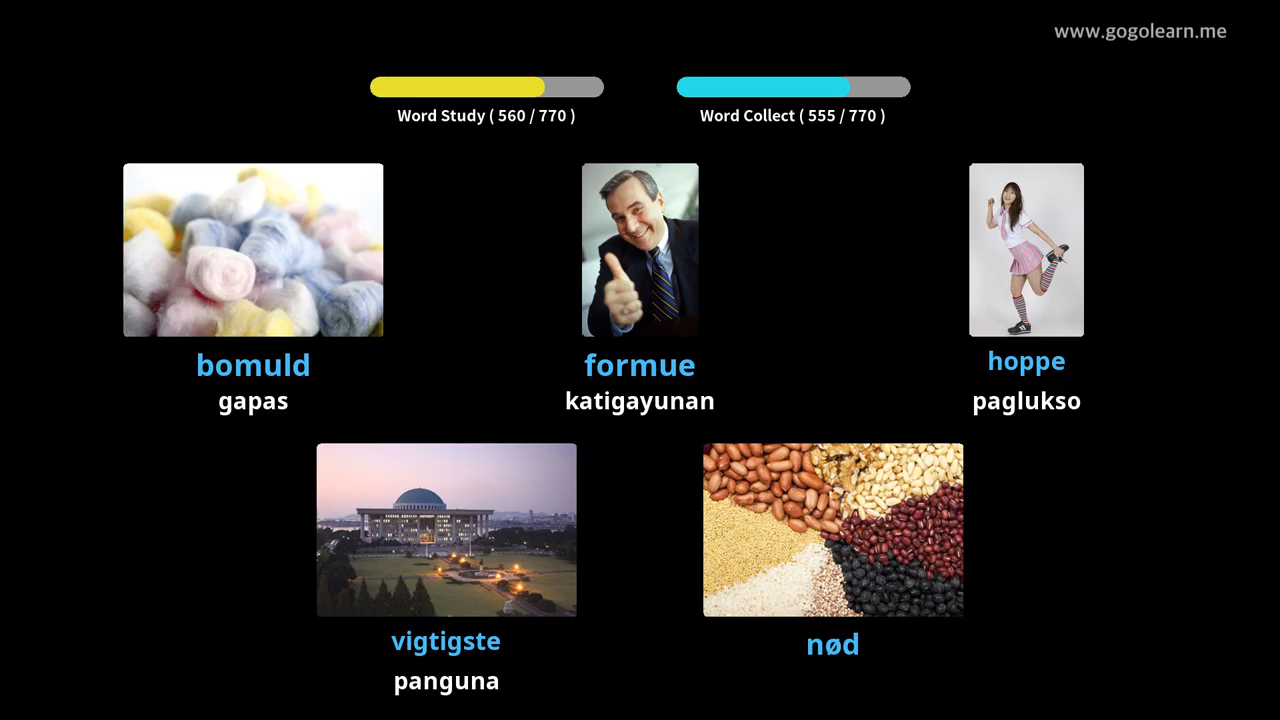 www.gogolearn.me
Word Study ( 560 / 770 )
Word Collect ( 555 / 770 )
bomuld
formue
hoppe
gapas
katigayunan
paglukso
vigtigste
nød
panguna